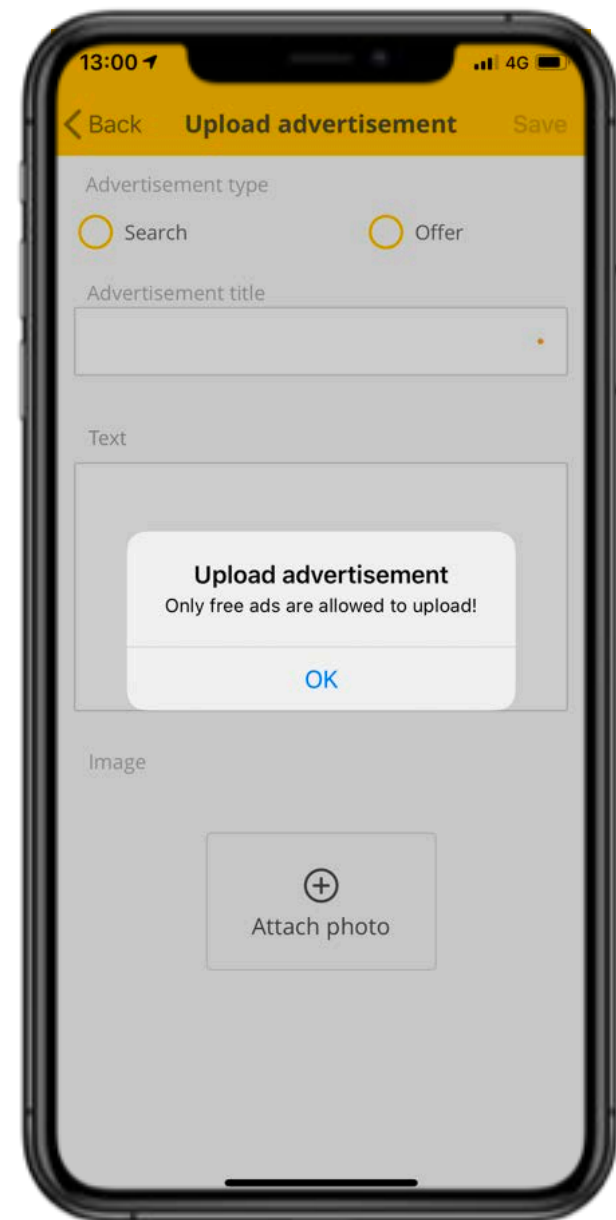 13:00 4G
Back Upload advertisement Save
Advertisement type
Search Offer
Advertisement title
Text
Upload advertisement
Only free ads are allowed to upload!
OK
Image
Attach photo